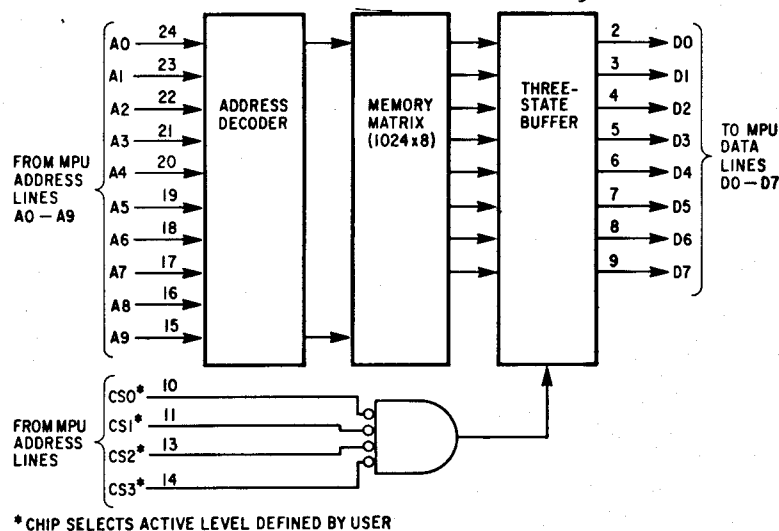 A0 24
A1 23
A2 22
A3 21
A4 20
A5 19
A6 18
A7 17
A8 16
A9 15
FROM MPU
ADDRESS
LINES
A0 – A9
ADDRESS
DECODER
MEMORY
MATRIX
(1024x8)
THREE-
STATE
BUFFER
2 D0
3 D1
4 D2
5 D3
6 D4
7 D5
8 D6
9 D7
TO MPU
DATA
LINES
D0 – D7
FROM MPU
ADDRESS
LINES
CS0* 10
CS1* 11
CS2* 13
CS3* 14
* CHIP SELECTS ACTIVE LEVEL DEFINED BY USER